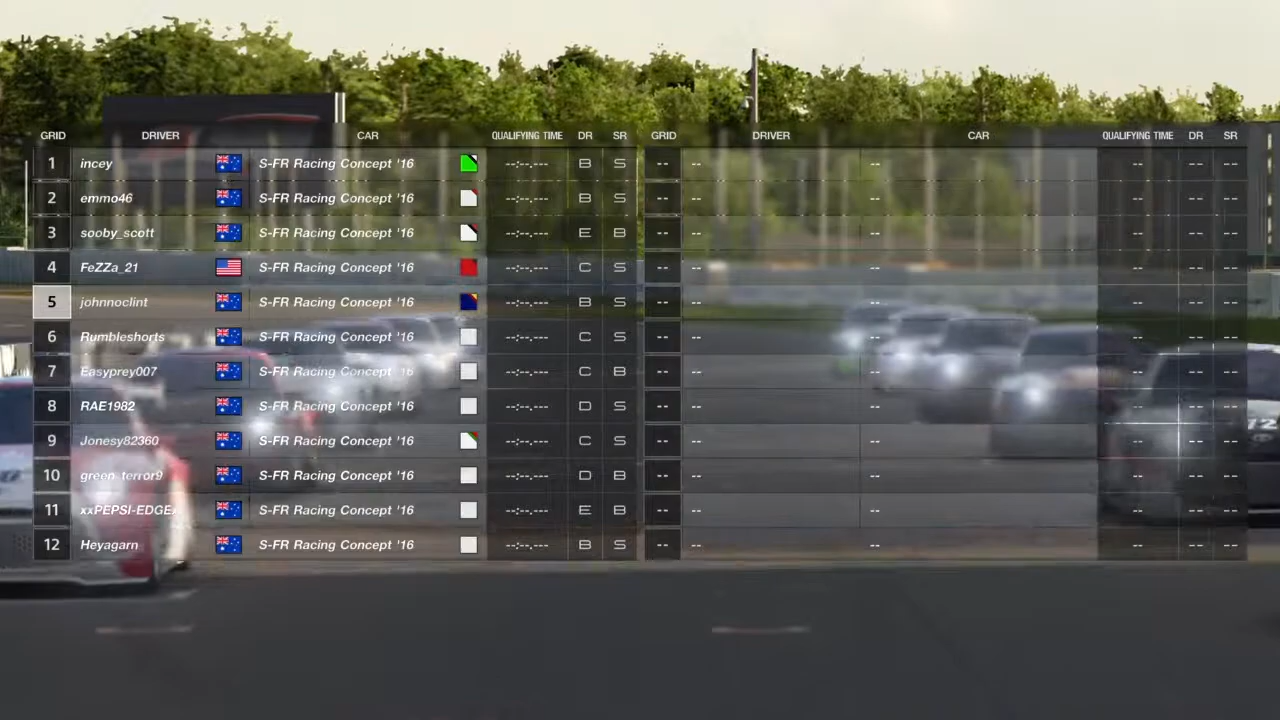 GRID DRIVER CAR QUALIFYING TIME DR SR GRID DRIVER CAR QUALIFYING TIME DR SR
1 incey S-FR Racing Concept '16 --:--.--- B S -- -- -- -- -- --
2 emmo46 S-FR Racing Concept '16 --:--.--- B S -- -- -- -- -- --
3 sooby_scott S-FR Racing Concept '16 --:--.--- E B -- -- -- -- -- --
4 FeZZa_21 S-FR Racing Concept '16 --:--.--- C S -- -- -- -- -- --
5 johnnoclint S-FR Racing Concept '16 --:--.--- B S -- -- -- -- -- --
6 Rumbleshorts S-FR Racing Concept '16 --:--.--- C S -- -- -- -- -- --
7 Easyprey007 S-FR Racing Concept '16 --:--.--- C B -- -- -- -- -- --
8 RAE1982 S-FR Racing Concept '16 --:--.--- D S -- -- -- -- -- --
9 Jonesy82360 S-FR Racing Concept '16 --:--.--- C S -- -- -- -- -- --
10 green_terror9 S-FR Racing Concept '16 --:--.--- D B -- -- -- -- -- --
11 xxPEPSI-EDGEx S-FR Racing Concept '16 --:--.--- E B -- -- -- -- -- --
12 Heyagarn S-FR Racing Concept '16 --:--.--- B S -- -- -- -- -- --